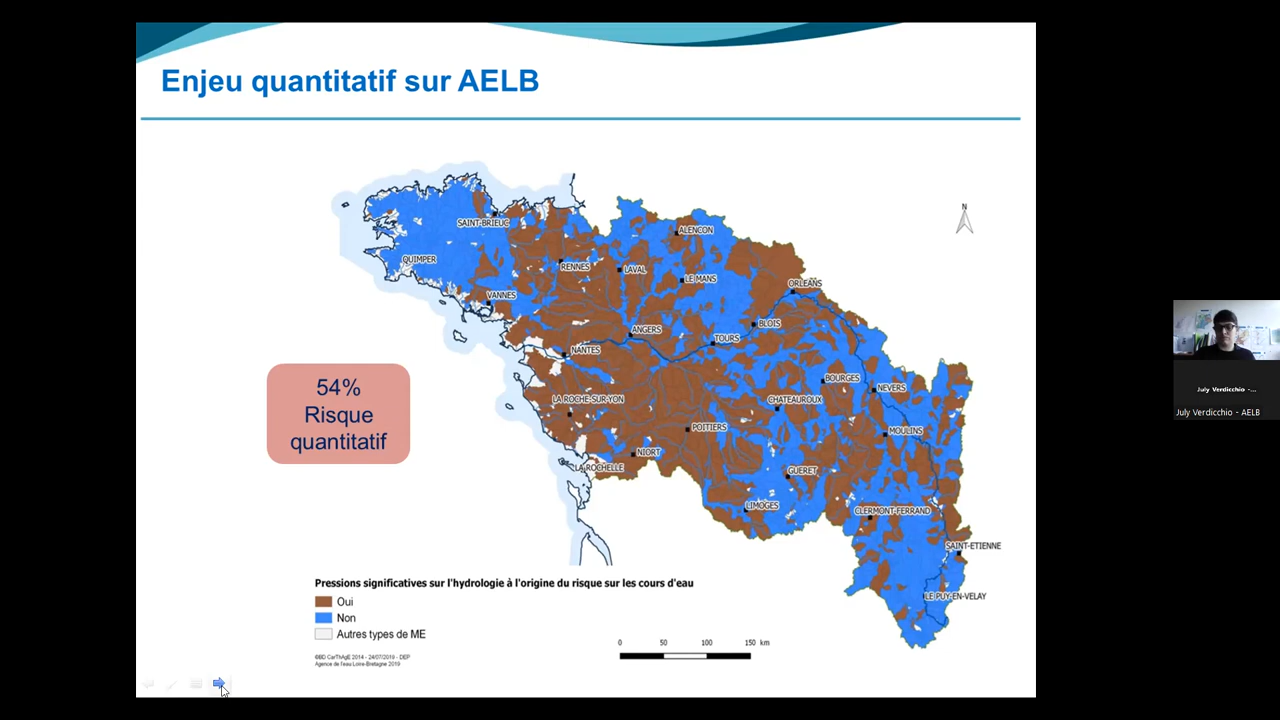 Enjeu quantitatif sur AELB
N
SAINT-BRIEUC
ALENCON
QUIMPER
RENNES
LAVAL
LE MANS
ORLEANS
VANNES
ANGERS
BLOIS
TOURS
NANTES
BOURGES
NEVERS
54%
Risque
quantitatif
LA ROCHE-SUR-YON
CHATEAUROUX
POITIERS
MOULINS
NIORT
LA ROCHELLE
GUERET
LIMOGES
CLERMONT-FERRAND
SAINT-ETIENNE
LE PUY-EN-VELAY
Pressions significatives sur l'hydrologie à l'origine du risque sur les cours d'eau
Oui
Non
Autres types de ME
0 50 100 150 km
©BD CarThAgE 2014 - 24/07/2019 - DEP
Agence de l'eau Loire-Bretagne 2019
July Verdicchio -...
July Verdicchio - AELB